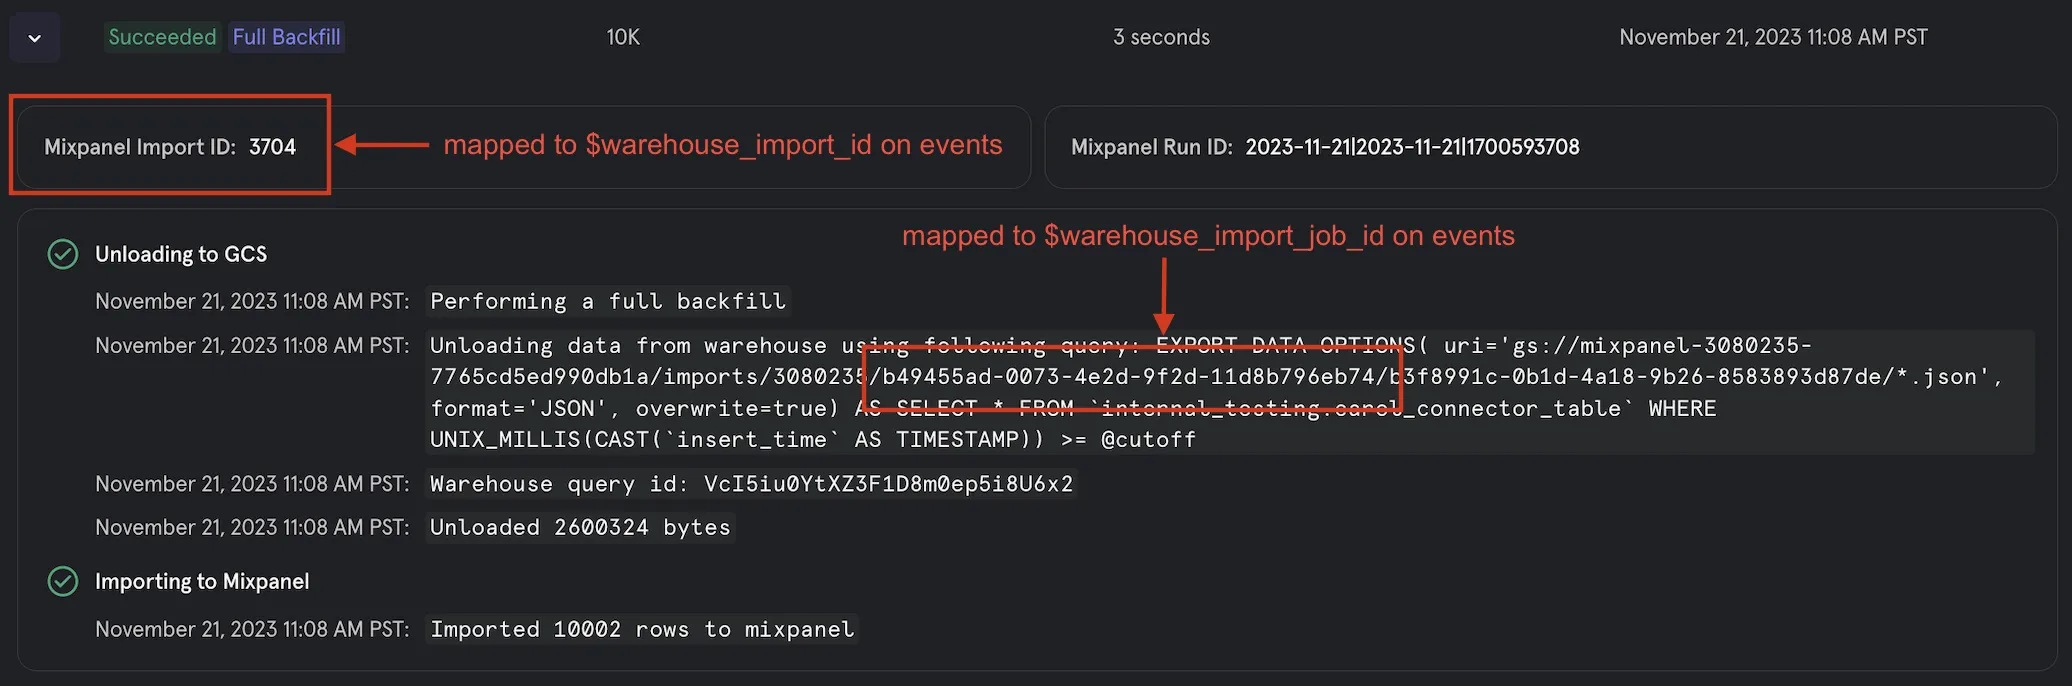 Succeeded Full Backfill 10K 3 seconds November 21, 2023 11:08 AM PST
Mixpanel Import ID: 3704 mapped to $warehouse_import_id on events Mixpanel Run ID: 2023-11-21|2023-11-21|1700593708
mapped to $warehouse_import_job_id on events
Unloading to GCS
November 21, 2023 11:08 AM PST: Performing a full backfill
November 21, 2023 11:08 AM PST: Unloading data from warehouse using following query: EXPORT DATA OPTIONS( uri='gs://mixpanel-3080235-
7765cd5ed990db1a/imports/3080235/b49455ad-0073-4e2d-9f2d-11d8b796eb74/b3f8991c-0b1d-4a18-9b26-8583893d87de/*.json',
format='JSON', overwrite=true) AS SELECT * FROM `internal_testing.canol_connector_table` WHERE
UNIX_MILLIS(CAST(`insert_time` AS TIMESTAMP)) >= @cutoff
November 21, 2023 11:08 AM PST: Warehouse query id: VcI5iu0YtXZ3F1D8m0ep5i8U6x2
November 21, 2023 11:08 AM PST: Unloaded 2600324 bytes
Importing to Mixpanel
November 21, 2023 11:08 AM PST: Imported 10002 rows to mixpanel